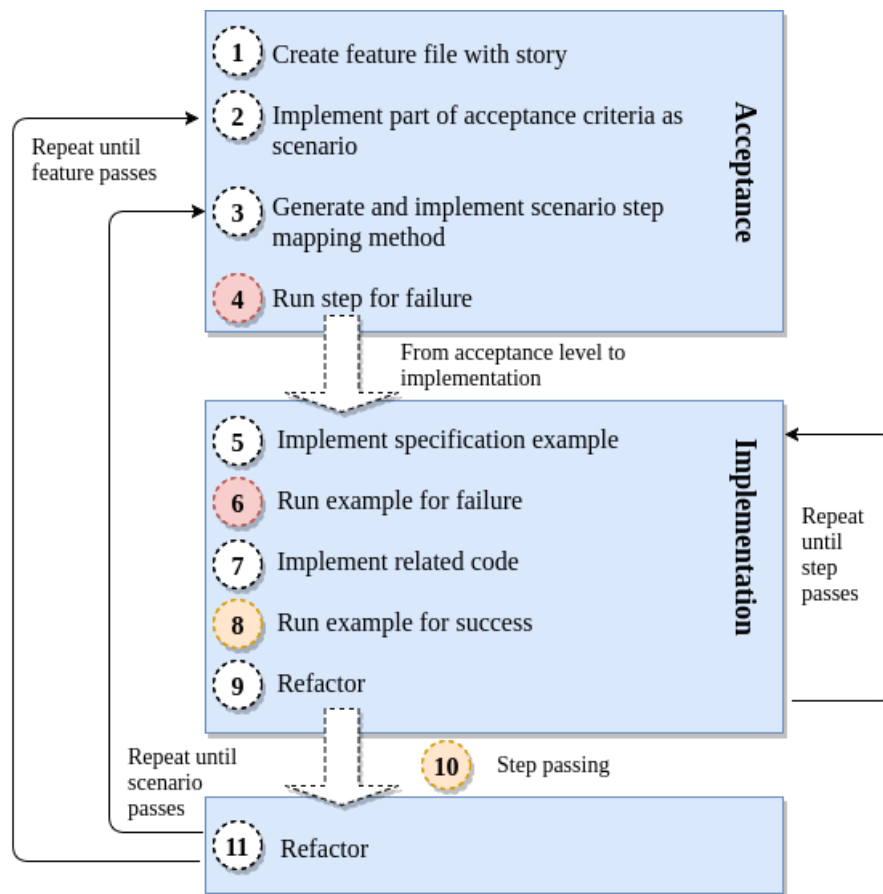 1 Create feature file with story
2 Implement part of acceptance criteria as
scenario
3 Generate and implement scenario step
mapping method
4 Run step for failure
Acceptance
Repeat until
feature passes
From acceptance level to
implementation
5 Implement specification example
6 Run example for failure
7 Implement related code
8 Run example for success
9 Refactor
Implementation
Repeat
until
step
passes
Repeat until
scenario
passes
10 Step passing
11 Refactor